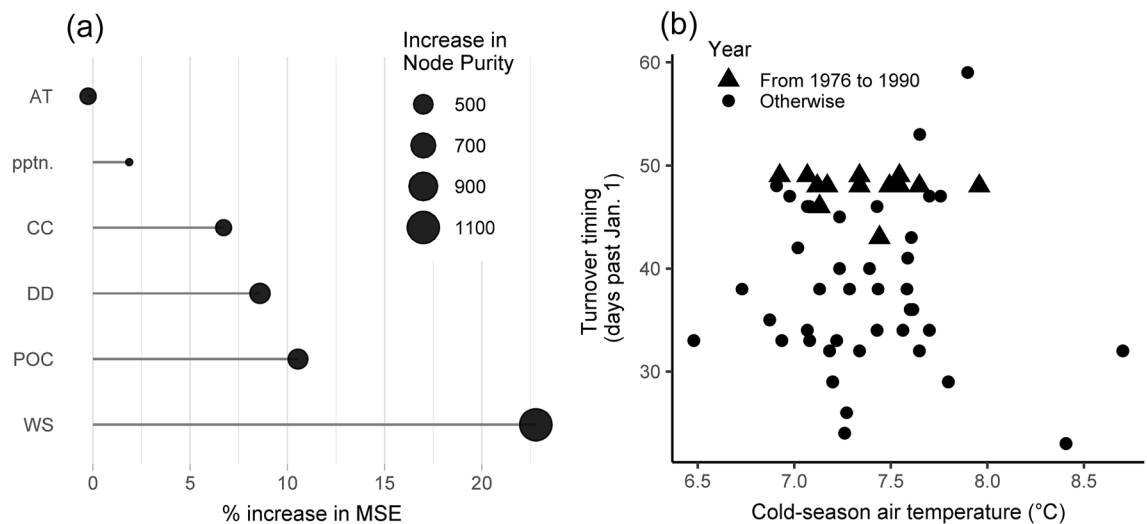 (a)
Increase in
Node Purity
500
700
900
1100
AT
pptn.
CC
DD
POC
WS
0
5
10
15
20
% increase in MSE
(b)
Year
From 1976 to 1990
Otherwise
60
50
40
30
Turnover timing
(days past Jan. 1)
6.5
7.0
7.5
8.0
8.5
Cold-season air temperature (°C)